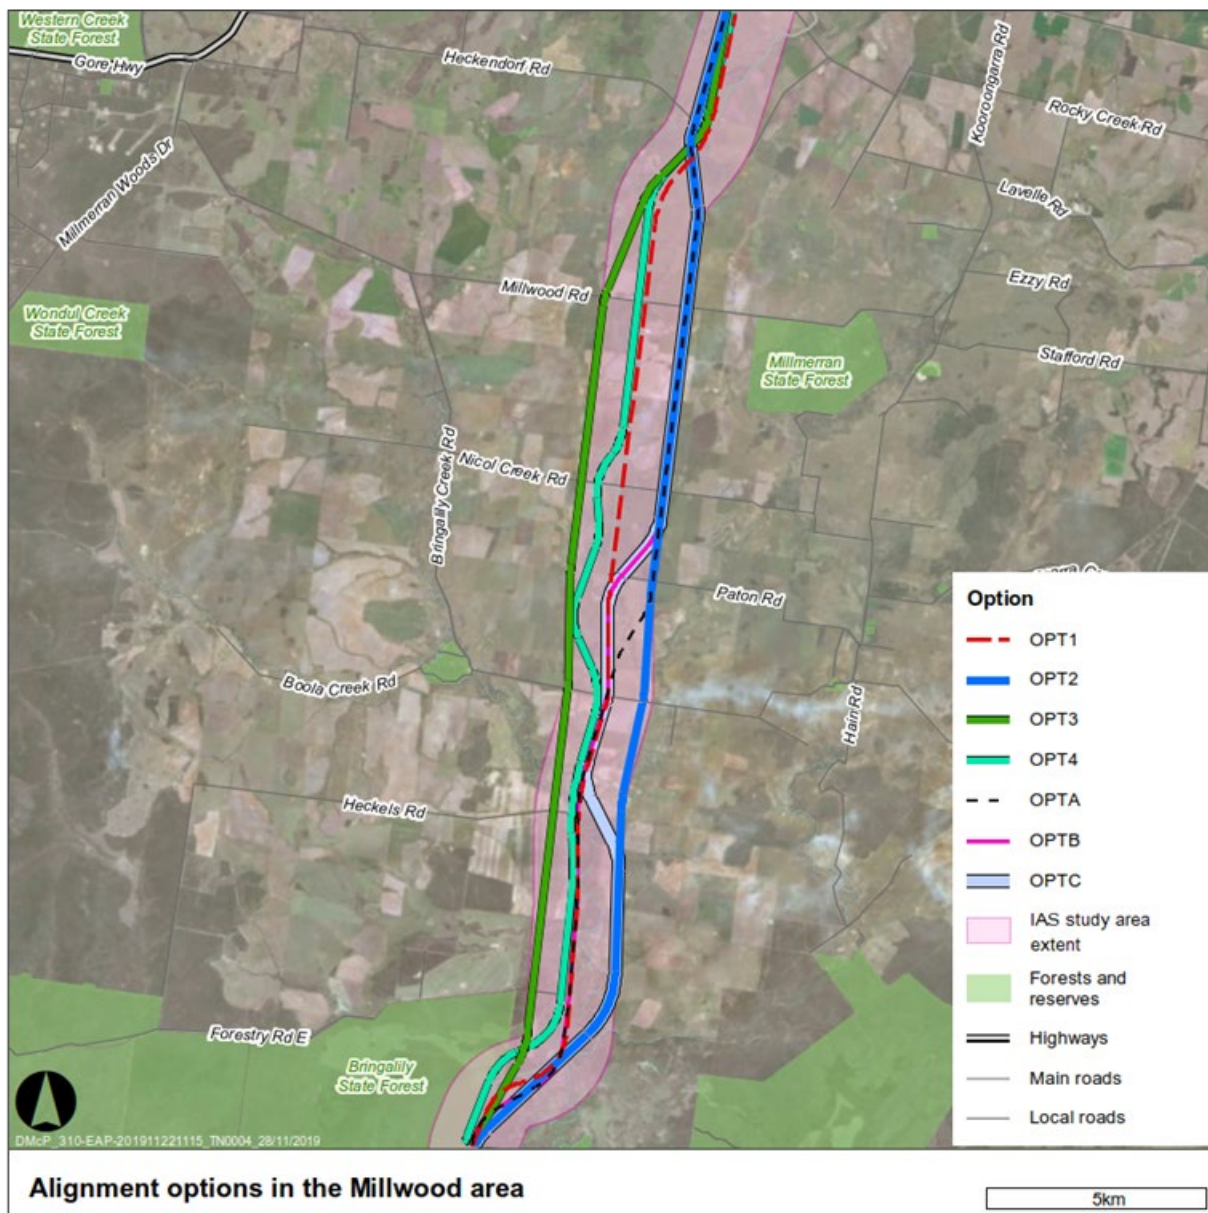 Western Creek
State Forest
Gore Hwy
Heckendorf Rd
Kooroongarra Rd
Rocky Creek Rd
Millmerran Woods Dr
Lavelle Rd
Ezzy Rd
Millwood Rd
Wondul Creek
State Forest
Stafford Rd
Millmerran
State Forest
Bringalily Creek Rd
Nicol Creek Rd
Paton Rd
Boola Creek Rd
Hain Rd
Heckels Rd
Forestry Rd E
Bringalily
State Forest
Option
OPT1
OPT2
OPT3
OPT4
OPTA
OPTB
OPTC
IAS study area
extent
Forests and
reserves
Highways
Main roads
Local roads
DMcP_310-EAP-201911221115_TN0004_28/11/2019
Alignment options in the Millwood area
5km